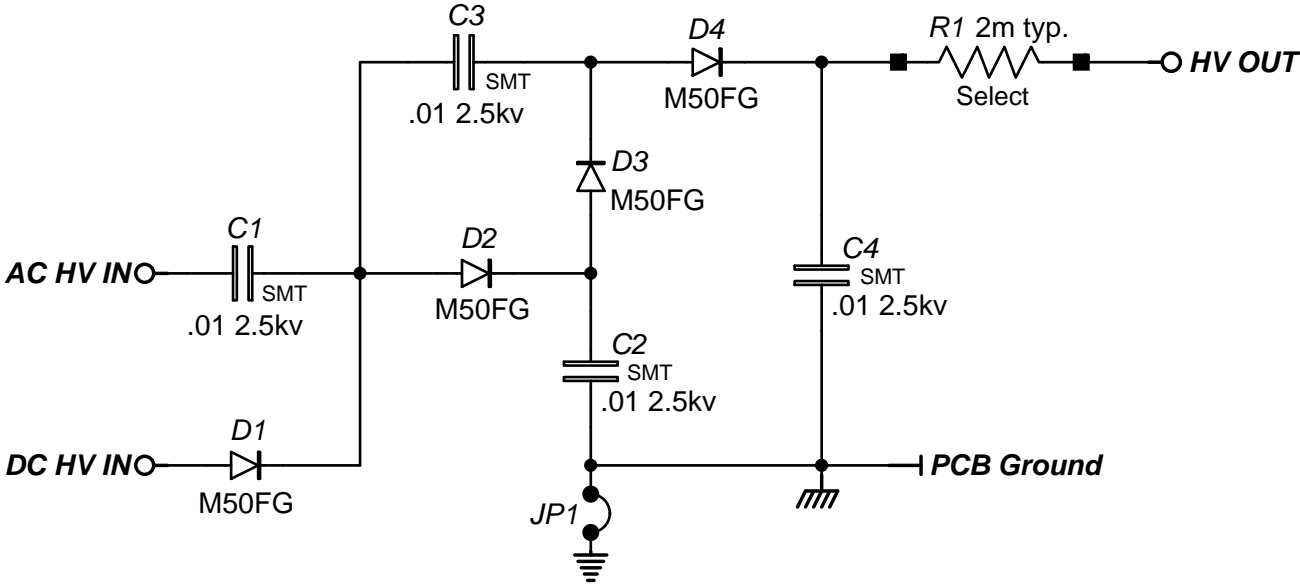 C3
SMT
.01 2.5kv
D4
M50FG
R1 2m typ.
Select
HV OUT
D3
M50FG
AC HV IN
C1
SMT
.01 2.5kv
D2
M50FG
C4
SMT
.01 2.5kv
C2
SMT
.01 2.5kv
DC HV IN
D1
M50FG
PCB Ground
JP1